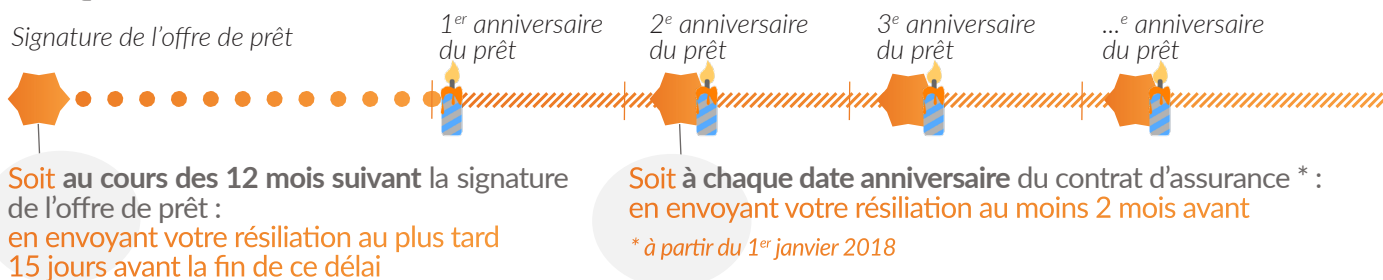 Signature de l'offre de prêt
1er anniversaire
du prêt
2e anniversaire
du prêt
3e anniversaire
du prêt
...e anniversaire
du prêt
Soit au cours des 12 mois suivant la signature
de l'offre de prêt :
en envoyant votre résiliation au plus tard
15 jours avant la fin de ce délai
Soit à chaque date anniversaire du contrat d'assurance * :
en envoyant votre résiliation au moins 2 mois avant
* à partir du 1er janvier 2018